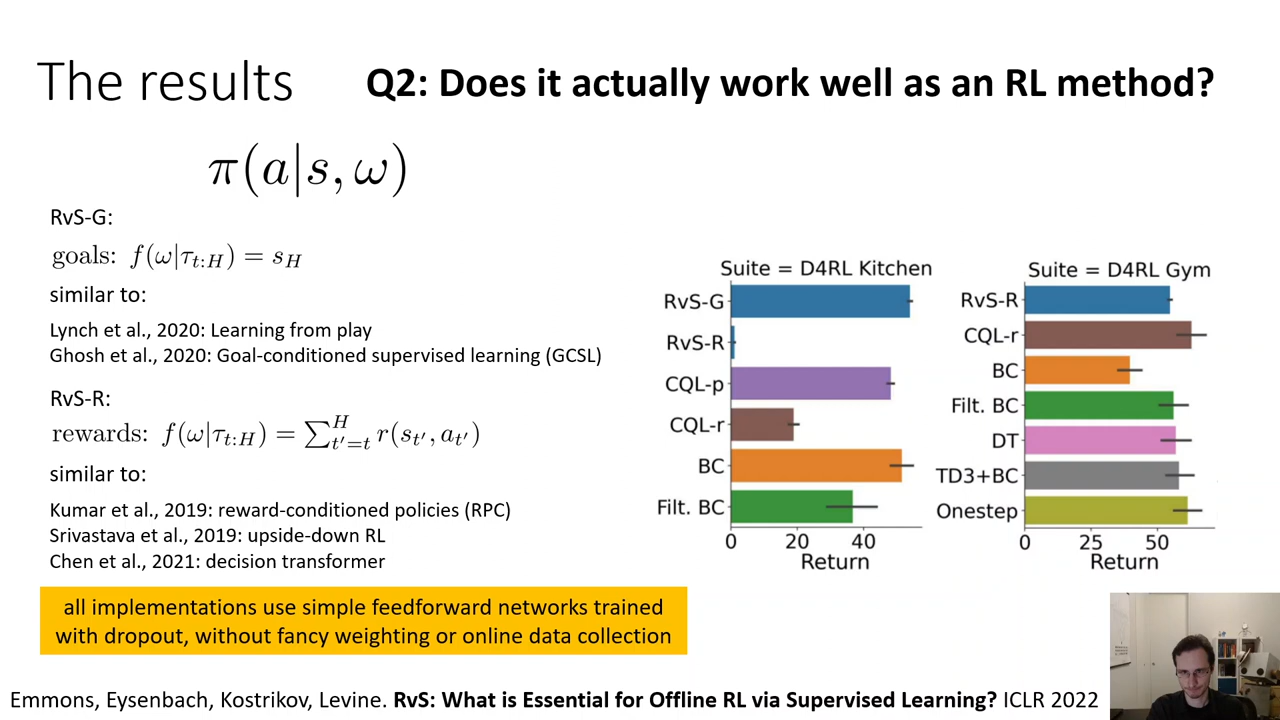 The results
Q2: Does it actually work well as an RL method?
π(a|s, ω)
RvS-G:
goals: f(ω|τ_{t:H}) = s_H
similar to:
Lynch et al., 2020: Learning from play
Ghosh et al., 2020: Goal-conditioned supervised learning (GCSL)
RvS-R:
rewards: f(ω|τ_{t:H}) = ∑_{t'=t}^{H} r(s_{t'}, a_{t'})
similar to:
Kumar et al., 2019: reward-conditioned policies (RPC)
Srivastava et al., 2019: upside-down RL
Chen et al., 2021: decision transformer
all implementations use simple feedforward networks trained
with dropout, without fancy weighting or online data collection
Suite = D4RL Kitchen
RvS-G
RvS-R
CQL-p
CQL-r
BC
Filt. BC
0 20 40
Return
Suite = D4RL Gym
RvS-R
CQL-r
BC
Filt. BC
DT
TD3+BC
Onestep
0 25 50
Return
Emmons, Eysenbach, Kostrikov, Levine. RvS: What is Essential for Offline RL via Supervised Learning? ICLR 2022